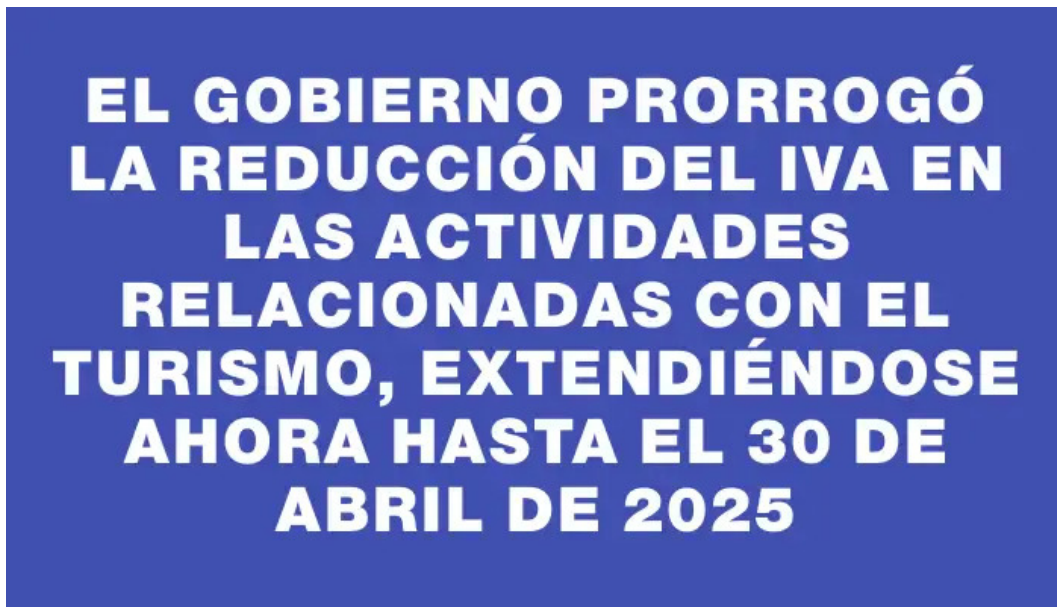 EL GOBIERNO PRORROGÓ
LA REDUCCIÓN DEL IVA EN
LAS ACTIVIDADES
RELACIONADAS CON EL
TURISMO, EXTENDIÉNDOSE
AHORA HASTA EL 30 DE
ABRIL DE 2025